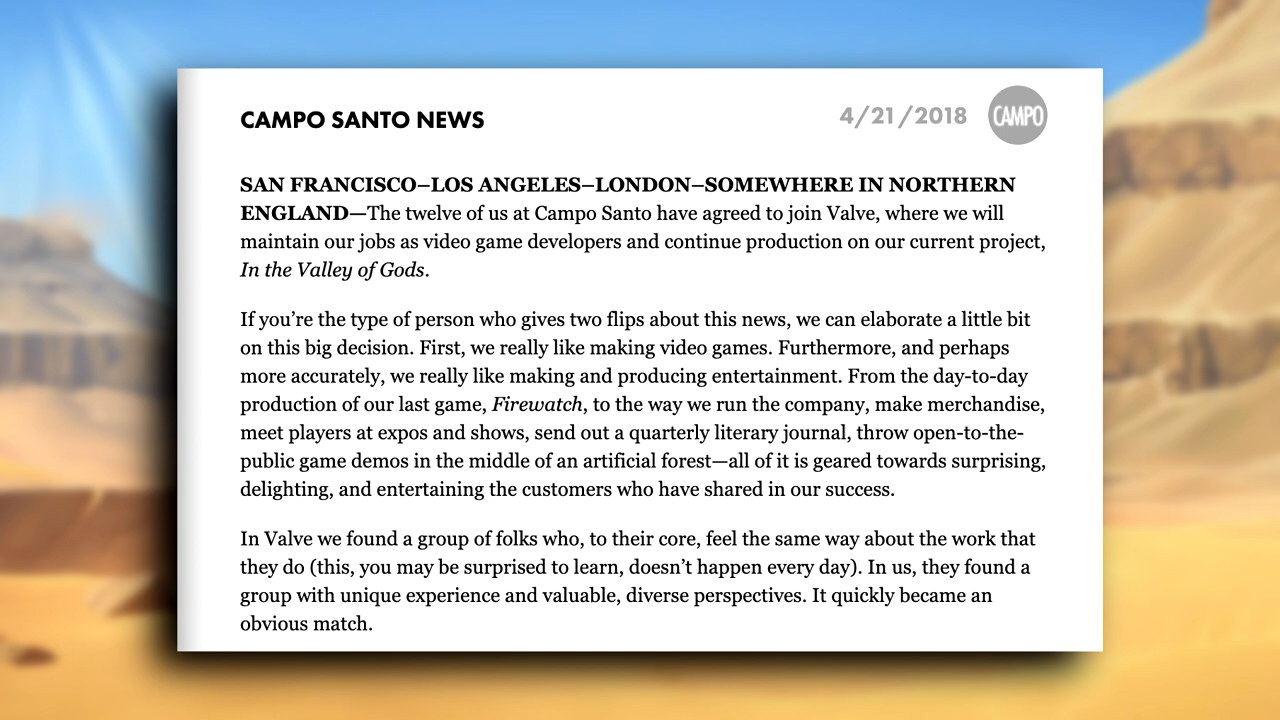 CAMPO SANTO NEWS
4/21/2018
CAMPO
SAN FRANCISCO–LOS ANGELES–LONDON–SOMEWHERE IN NORTHERN
ENGLAND—The twelve of us at Campo Santo have agreed to join Valve, where we will
maintain our jobs as video game developers and continue production on our current project,
In the Valley of Gods.
If you’re the type of person who gives two flips about this news, we can elaborate a little bit
on this big decision. First, we really like making video games. Furthermore, and perhaps
more accurately, we really like making and producing entertainment. From the day-to-day
production of our last game, Firewatch, to the way we run the company, make merchandise,
meet players at expos and shows, send out a quarterly literary journal, throw open-to-the-
public game demos in the middle of an artificial forest—all of it is geared towards surprising,
delighting, and entertaining the customers who have shared in our success.
In Valve we found a group of folks who, to their core, feel the same way about the work that
they do (this, you may be surprised to learn, doesn’t happen every day). In us, they found a
group with unique experience and valuable, diverse perspectives. It quickly became an
obvious match.